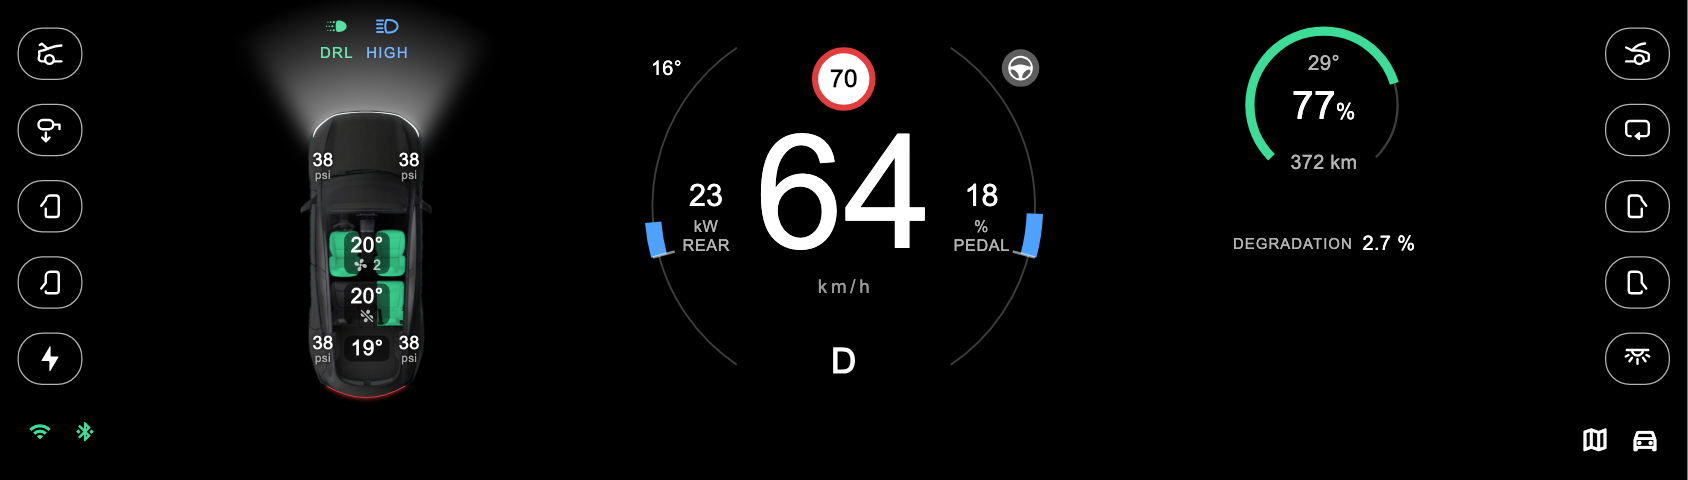 DRL HIGH
38 psi
38 psi
20°
2
20°
38 psi
19°
38 psi
16°
70
64
km/h
23
kW
REAR
18
%
PEDAL
D
29°
77%
372 km
DEGRADATION 2.7 %